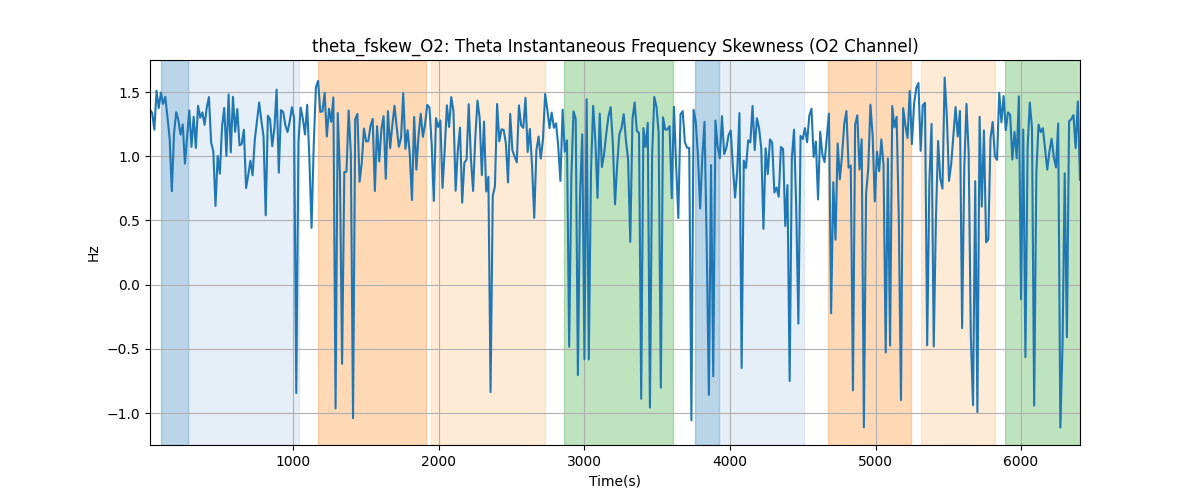 theta_fskew_O2: Theta Instantaneous Frequency Skewness (O2 Channel)
1.5
1.0
0.5
0.0
−0.5
−1.0
Hz
1000 2000 3000 4000 5000 6000
Time(s)